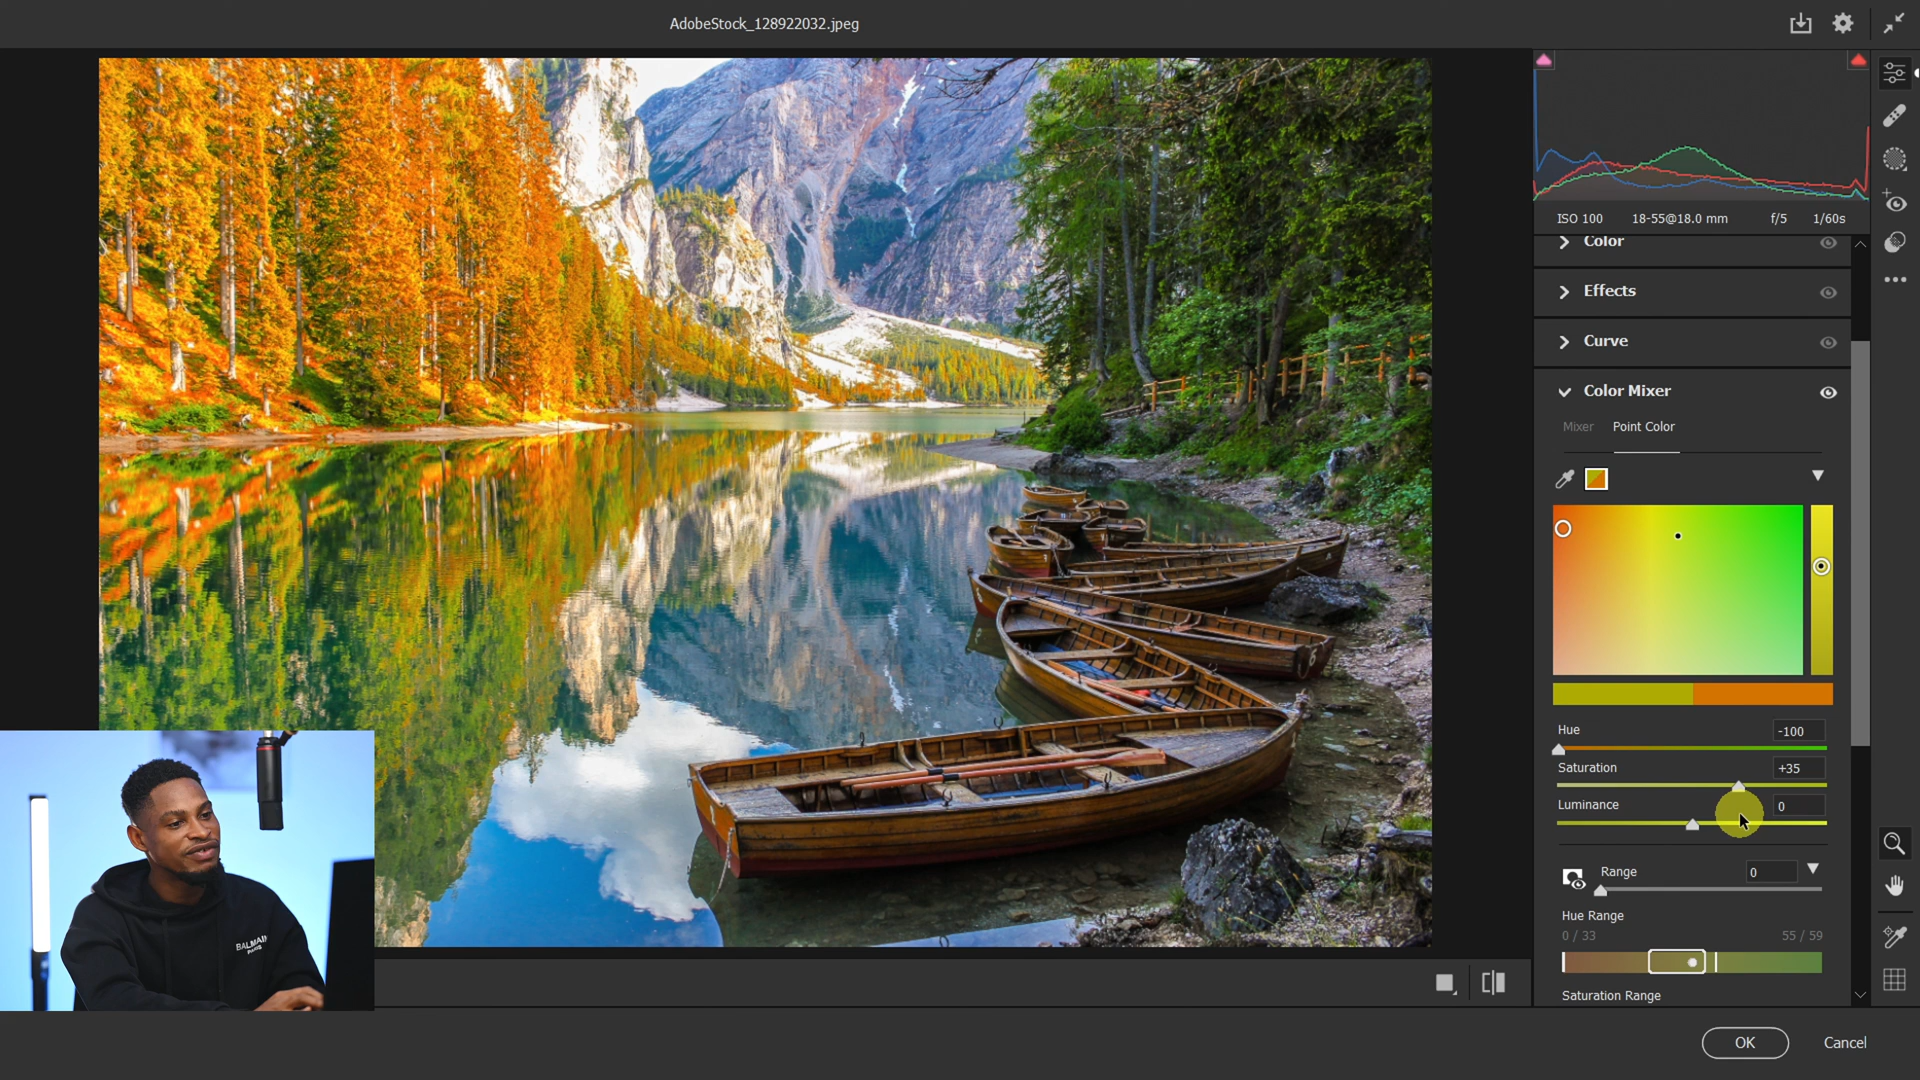 AdobeStock_128922032.jpeg
ISO 100 18-55@18.0 mm f/5 1/60s
Color
Effects
Curve
Color Mixer
Mixer Point Color
Hue -100
Saturation +35
Luminance 0
Range 0
Hue Range
0 / 33 55 / 59
Saturation Range
BALMAIN
PARIS
OK Cancel